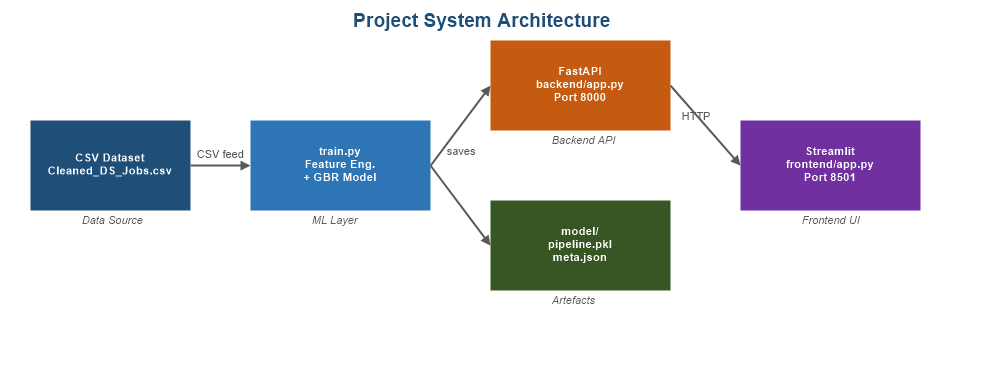 Project System Architecture
CSV Dataset
Cleaned_DS_Jobs.csv
Data Source
CSV feed
train.py
Feature Eng.
+ GBR Model
ML Layer
saves
FastAPI
backend/app.py
Port 8000
Backend API
model/
pipeline.pkl
meta.json
Artefacts
HTTP
Streamlit
frontend/app.py
Port 8501
Frontend UI